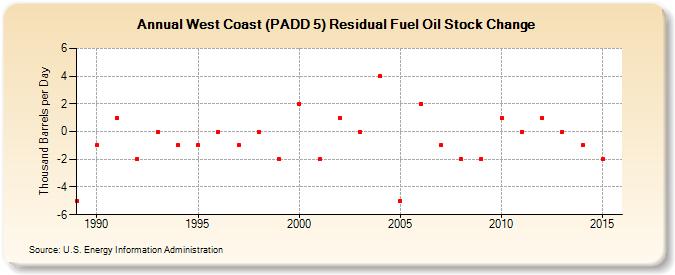 Annual West Coast (PADD 5) Residual Fuel Oil Stock Change
Thousand Barrels per Day
6
4
2
0
-2
-4
-6
1990 1995 2000 2005 2010 2015
Source: U.S. Energy Information Administration